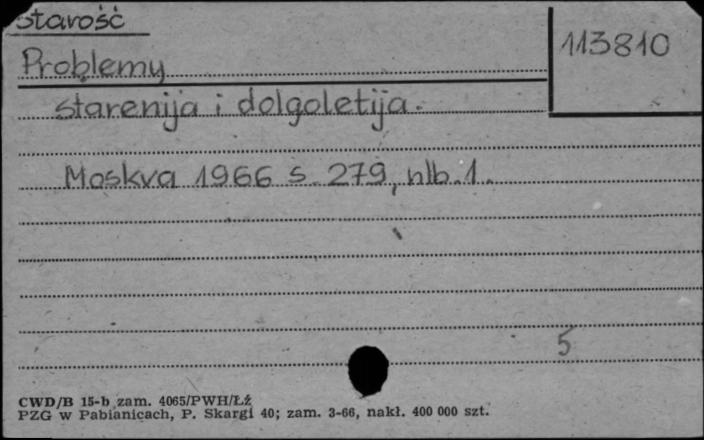 Starość
113810
Problemy
starenija i dolgoletija.
Moskva 1966 s. 279, nlb. 1.
5
CWD/B 15-b zam. 4065/PWH/Łź
PZG w Pabianicach, P. Skargi 40; zam. 3-66, nakł. 400 000 szt.